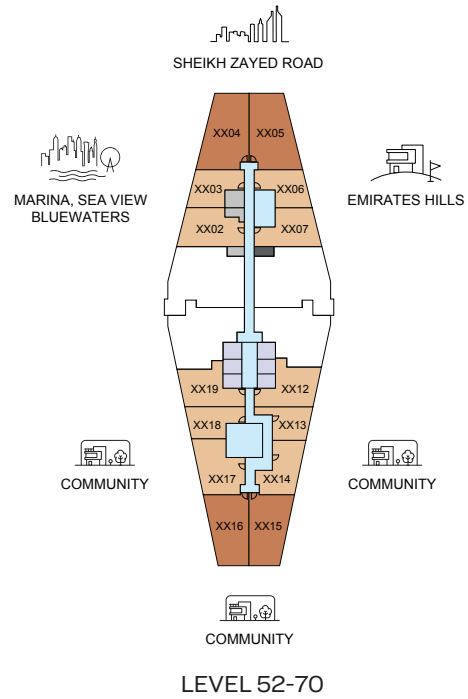 SHEIKH ZAYED ROAD
XX04 XX05
MARINA, SEA VIEW
BLUEWATERS
EMIRATES HILLS
XX03 XX06
XX02 XX07
XX19 XX12
XX18 XX13
XX17 XX14
COMMUNITY
COMMUNITY
XX16 XX15
COMMUNITY
LEVEL 52-70